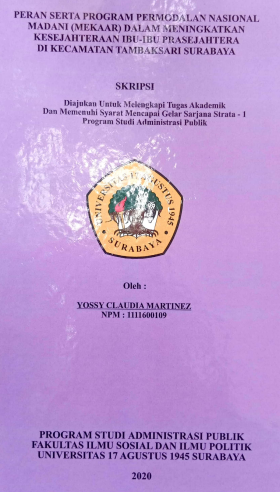 PERAN SERTA PROGRAM PERMODALAN NASIONAL
MADANI (MEKAAR) DALAM MENINGKATKAN
KESEJAHTERAAN IBU-IBU PRASEJAHTERA
DI KECAMATAN TAMBAKSARI SURABAYA
SKRIPSI
Diajukan Untuk Melengkapi Tugas Akademik
Dan Memenuhi Syarat Mencapai Gelar Sarjana Strata - 1
Program Studi Administrasi Publik
UNIVERSITAS 17 AGUSTUS 1945
SURABAYA
Oleh :
YOSSY CLAUDIA MARTINEZ
NPM : 1111600109
PROGRAM STUDI ADMINISTRASI PUBLIK
FAKULTAS ILMU SOSIAL DAN ILMU POLITIK
UNIVERSITAS 17 AGUSTUS 1945 SURABAYA
2020